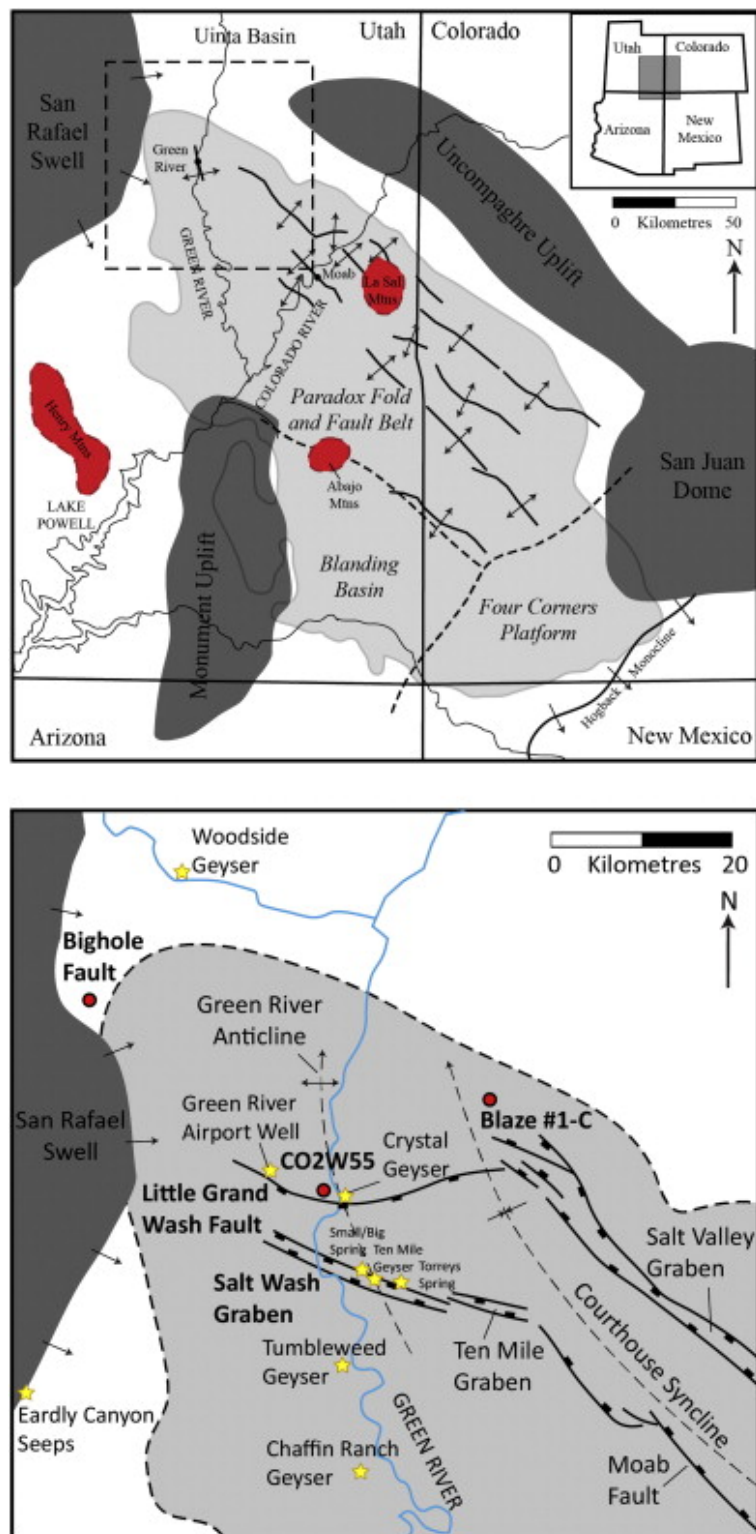 Uinta Basin
Utah
Colorado
Utah
Colorado
Arizona
New
Mexico
San
Rafael
Swell
Green
River
GREEN RIVER
Moab
COLORADO RIVER
La Sal
Mtns
Uncompaghre Uplift
0 Kilometres 50
N
Henry Mtns
Paradox Fold
and Fault Belt
Abajo
Mtns
San Juan
Dome
LAKE
POWELL
Monument Uplift
Blanding
Basin
Four Corners
Platform
Hogback Monocline
Arizona
New Mexico
Woodside
Geyser
0 Kilometres 20
N
Bighole
Fault
Green River
Anticline
San Rafael
Swell
Green River
Airport Well
CO2W55
Crystal
Geyser
Blaze #1-C
Little Grand
Wash Fault
Small/Big
Spring
Ten Mile
Geyser
Torreys
Spring
Salt Wash
Graben
Salt Valley
Graben
Courthouse Syncline
Tumbleweed
Geyser
Ten Mile
Graben
Eardly Canyon
Seeps
Chaffin Ranch
Geyser
GREEN RIVER
Moab
Fault